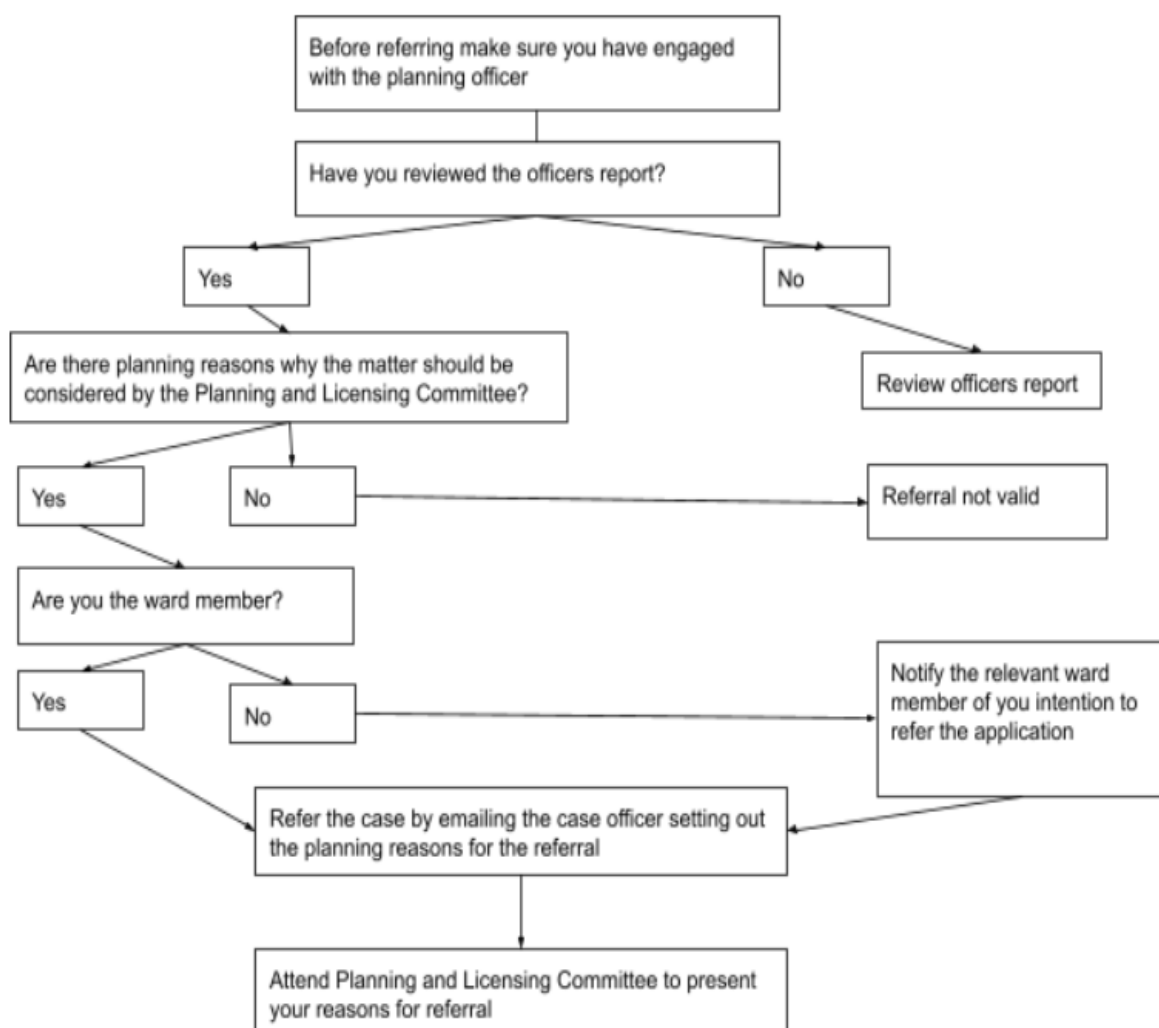 Before referring make sure you have engaged
with the planning officer
Have you reviewed the officers report?
Yes
No
Are there planning reasons why the matter should be
considered by the Planning and Licensing Committee?
Review officers report
Yes
No
Referral not valid
Are you the ward member?
Yes
No
Notify the relevant ward
member of you intention to
refer the application
Refer the case by emailing the case officer setting out
the planning reasons for the referral
Attend Planning and Licensing Committee to present
your reasons for referral